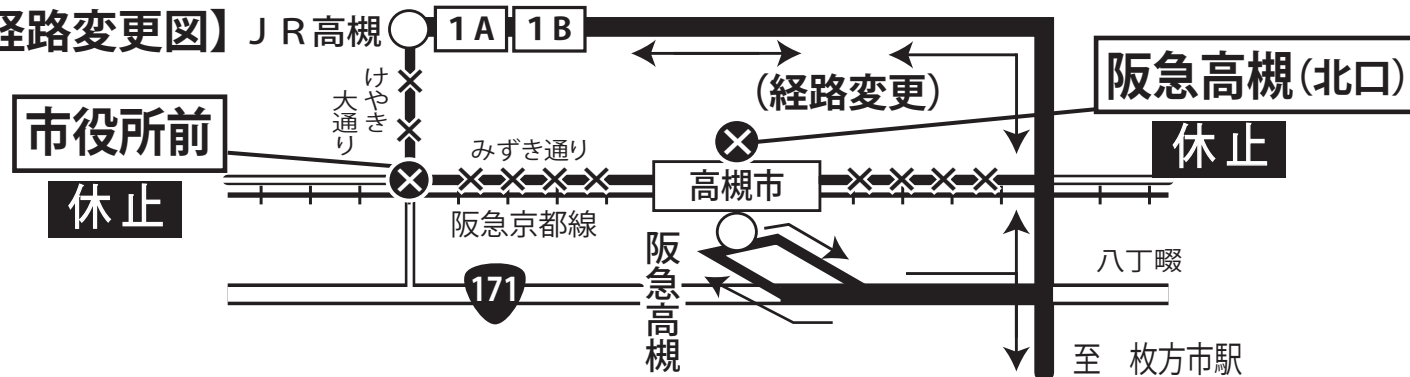 経路変更図】ＪＲ高槻
1A 1B
けやき
大通り
(経路変更)
阪急高槻(北口)
休止
市役所前
休止
みずき通り
高槻市
阪急京都線
阪急高槻
171
八丁畷
至　枚方市駅